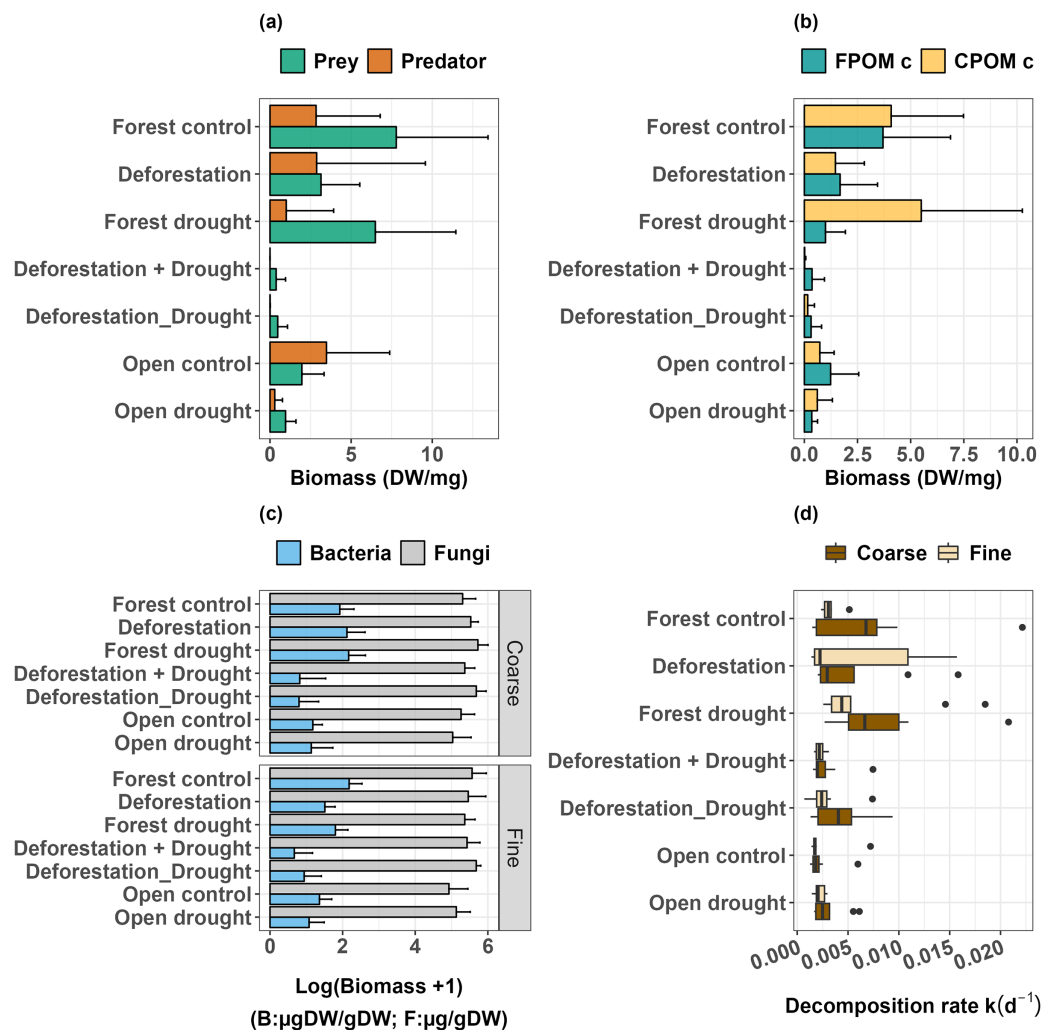 (a)
Prey Predator
Forest control
Deforestation
Forest drought
Deforestation + Drought
Deforestation_Drought
Open control
Open drought
0 5 10
Biomass (DW/mg)
(b)
FPOM c CPOM c
Forest control
Deforestation
Forest drought
Deforestation + Drought
Deforestation_Drought
Open control
Open drought
0.0 2.5 5.0 7.5 10.0
Biomass (DW/mg)
(c)
Bacteria Fungi
Forest control
Deforestation
Forest drought
Deforestation + Drought
Deforestation_Drought
Open control
Open drought
Coarse
Forest control
Deforestation
Forest drought
Deforestation + Drought
Deforestation_Drought
Open control
Open drought
Fine
0 2 4 6
Log(Biomass +1)
(B:µgDW/gDW; F:µg/gDW)
(d)
Coarse Fine
Forest control
Deforestation
Forest drought
Deforestation + Drought
Deforestation_Drought
Open control
Open drought
0.000 0.005 0.010 0.015 0.020
Decomposition rate k(d⁻¹)